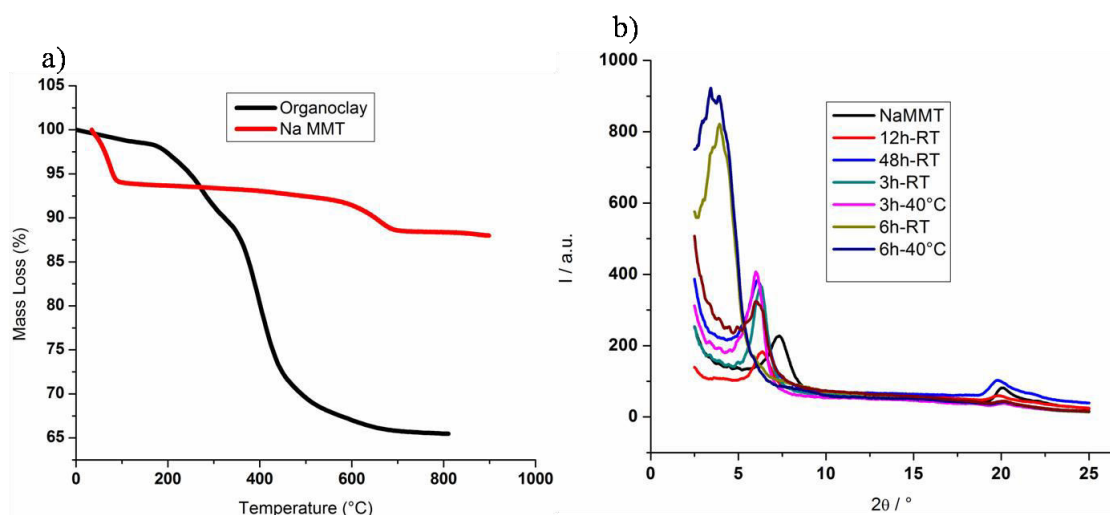 a)
105
100
95
90
85
80
75
70
65
Mass Loss (%)
Organoclay
Na MMT
0
200
400
600
800
1000
Temperature (°C)
b)
1000
800
600
400
200
0
I / a.u.
NaMMT
12h-RT
48h-RT
3h-RT
3h-40°C
6h-RT
6h-40°C
0
5
10
15
20
25
2θ / °